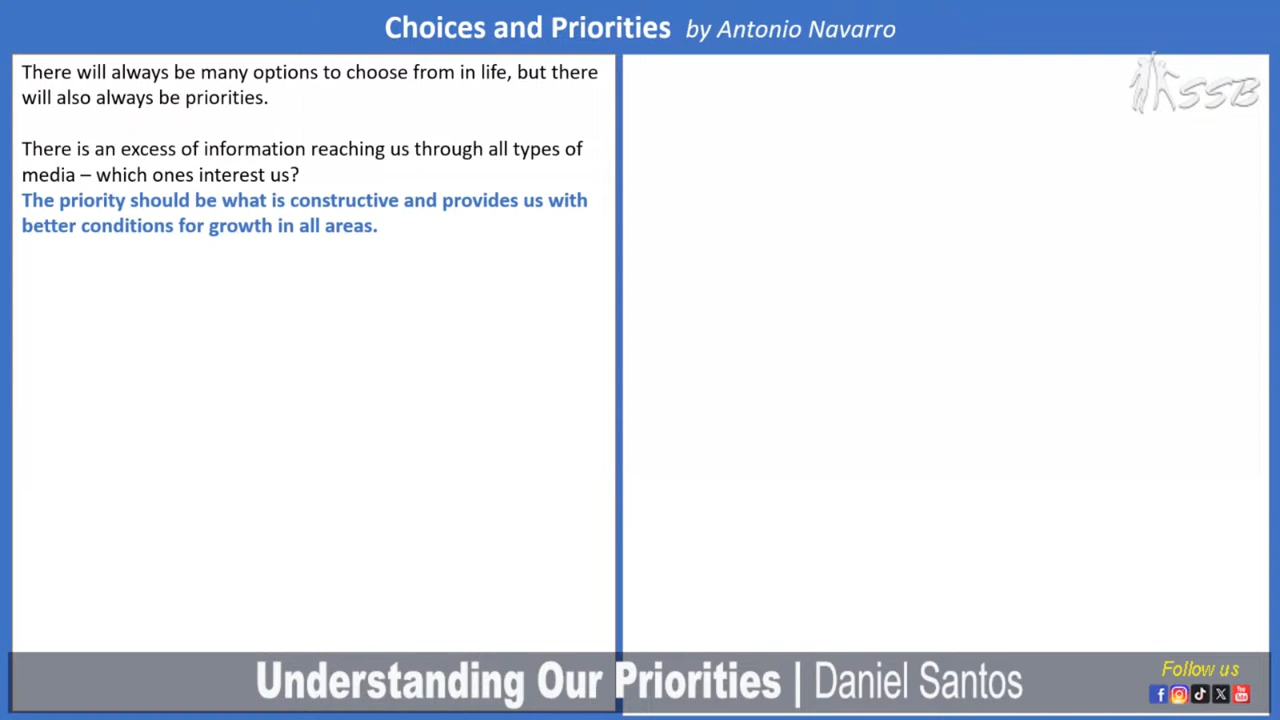 Choices and Priorities by Antonio Navarro
There will always be many options to choose from in life, but there
will also always be priorities.
There is an excess of information reaching us through all types of
media – which ones interest us?
The priority should be what is constructive and provides us with
better conditions for growth in all areas.
SSB
Understanding Our Priorities | Daniel Santos
Follow us